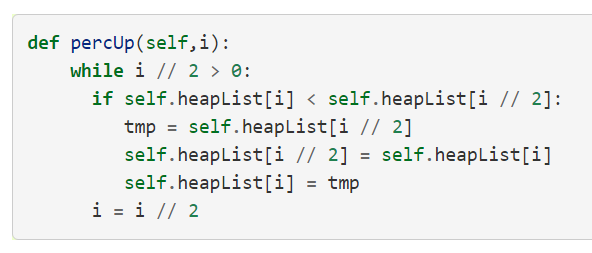 def percUp(self,i):
    while i // 2 > 0:
      if self.heapList[i] < self.heapList[i // 2]:
         tmp = self.heapList[i // 2]
         self.heapList[i // 2] = self.heapList[i]
         self.heapList[i] = tmp
      i = i // 2